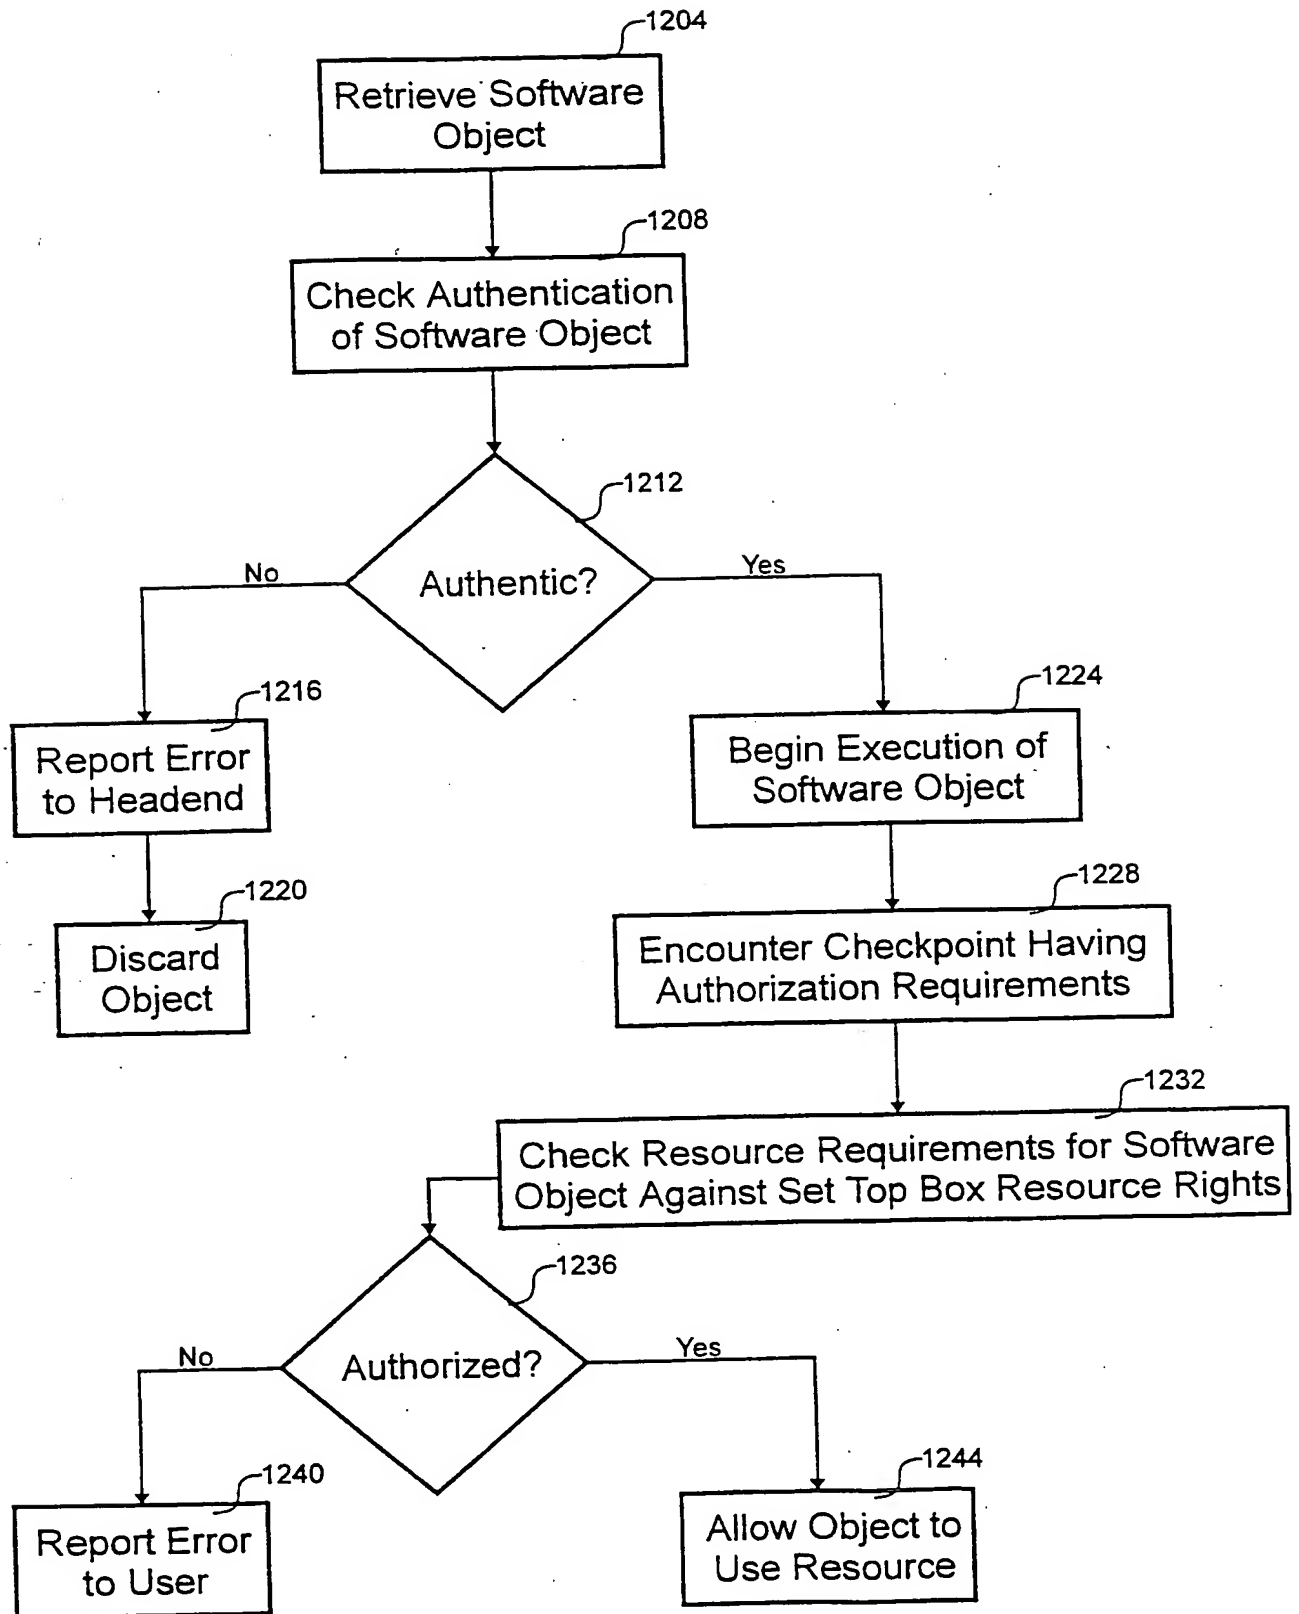 1204
Retrieve Software
Object
1208
Check Authentication
of Software Object
1212
Authentic?
No
Yes
1216
Report Error
to Headend
1224
Begin Execution of
Software Object
1220
Discard
Object
1228
Encounter Checkpoint Having
Authorization Requirements
1232
Check Resource Requirements for Software
Object Against Set Top Box Resource Rights
1236
Authorized?
No
Yes
1240
Report Error
to User
1244
Allow Object to
Use Resource